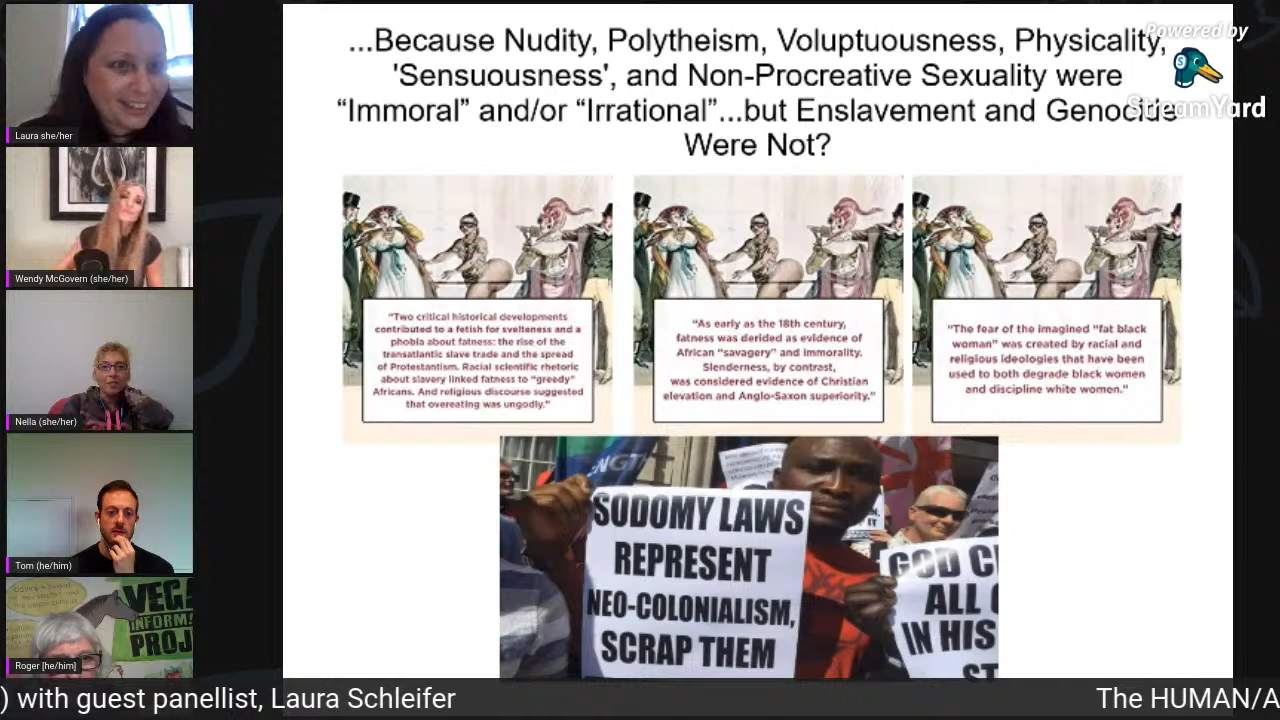 ...Because Nudity, Polytheism, Voluptuousness, Physicality,
'Sensuousness', and Non-Procreative Sexuality were
“Immoral” and/or “Irrational”...but Enslavement and Genocide
Were Not?
Powered by
StreamYard
Laura she/her
Wendy McGovern (she/her)
Nella (she/her)
Tom (he/him)
VEG
INFORM
PROJ
Roger [he/him]
“Two critical historical developments
contributed to a fetish for svelteness and a
phobia about fatness: the rise of the
transatlantic slave trade and the spread
of Protestantism. Racial scientific rhetoric
about slavery linked fatness to “greedy”
Africans. And religious discourse suggested
that overeating was ungodly.”
“As early as the 18th century,
fatness was derided as evidence of
African “savagery” and immorality.
Slenderness, by contrast,
was considered evidence of Christian
elevation and Anglo-Saxon superiority.”
“The fear of the imagined “fat black
woman” was created by racial and
religious ideologies that have been
used to both degrade black women
and discipline white women.”
SODOMY LAWS
REPRESENT
NEO-COLONIALISM,
SCRAP THEM
GOD C
ALL
IN HIS
ST
) with guest panellist, Laura Schleifer
The HUMAN/A